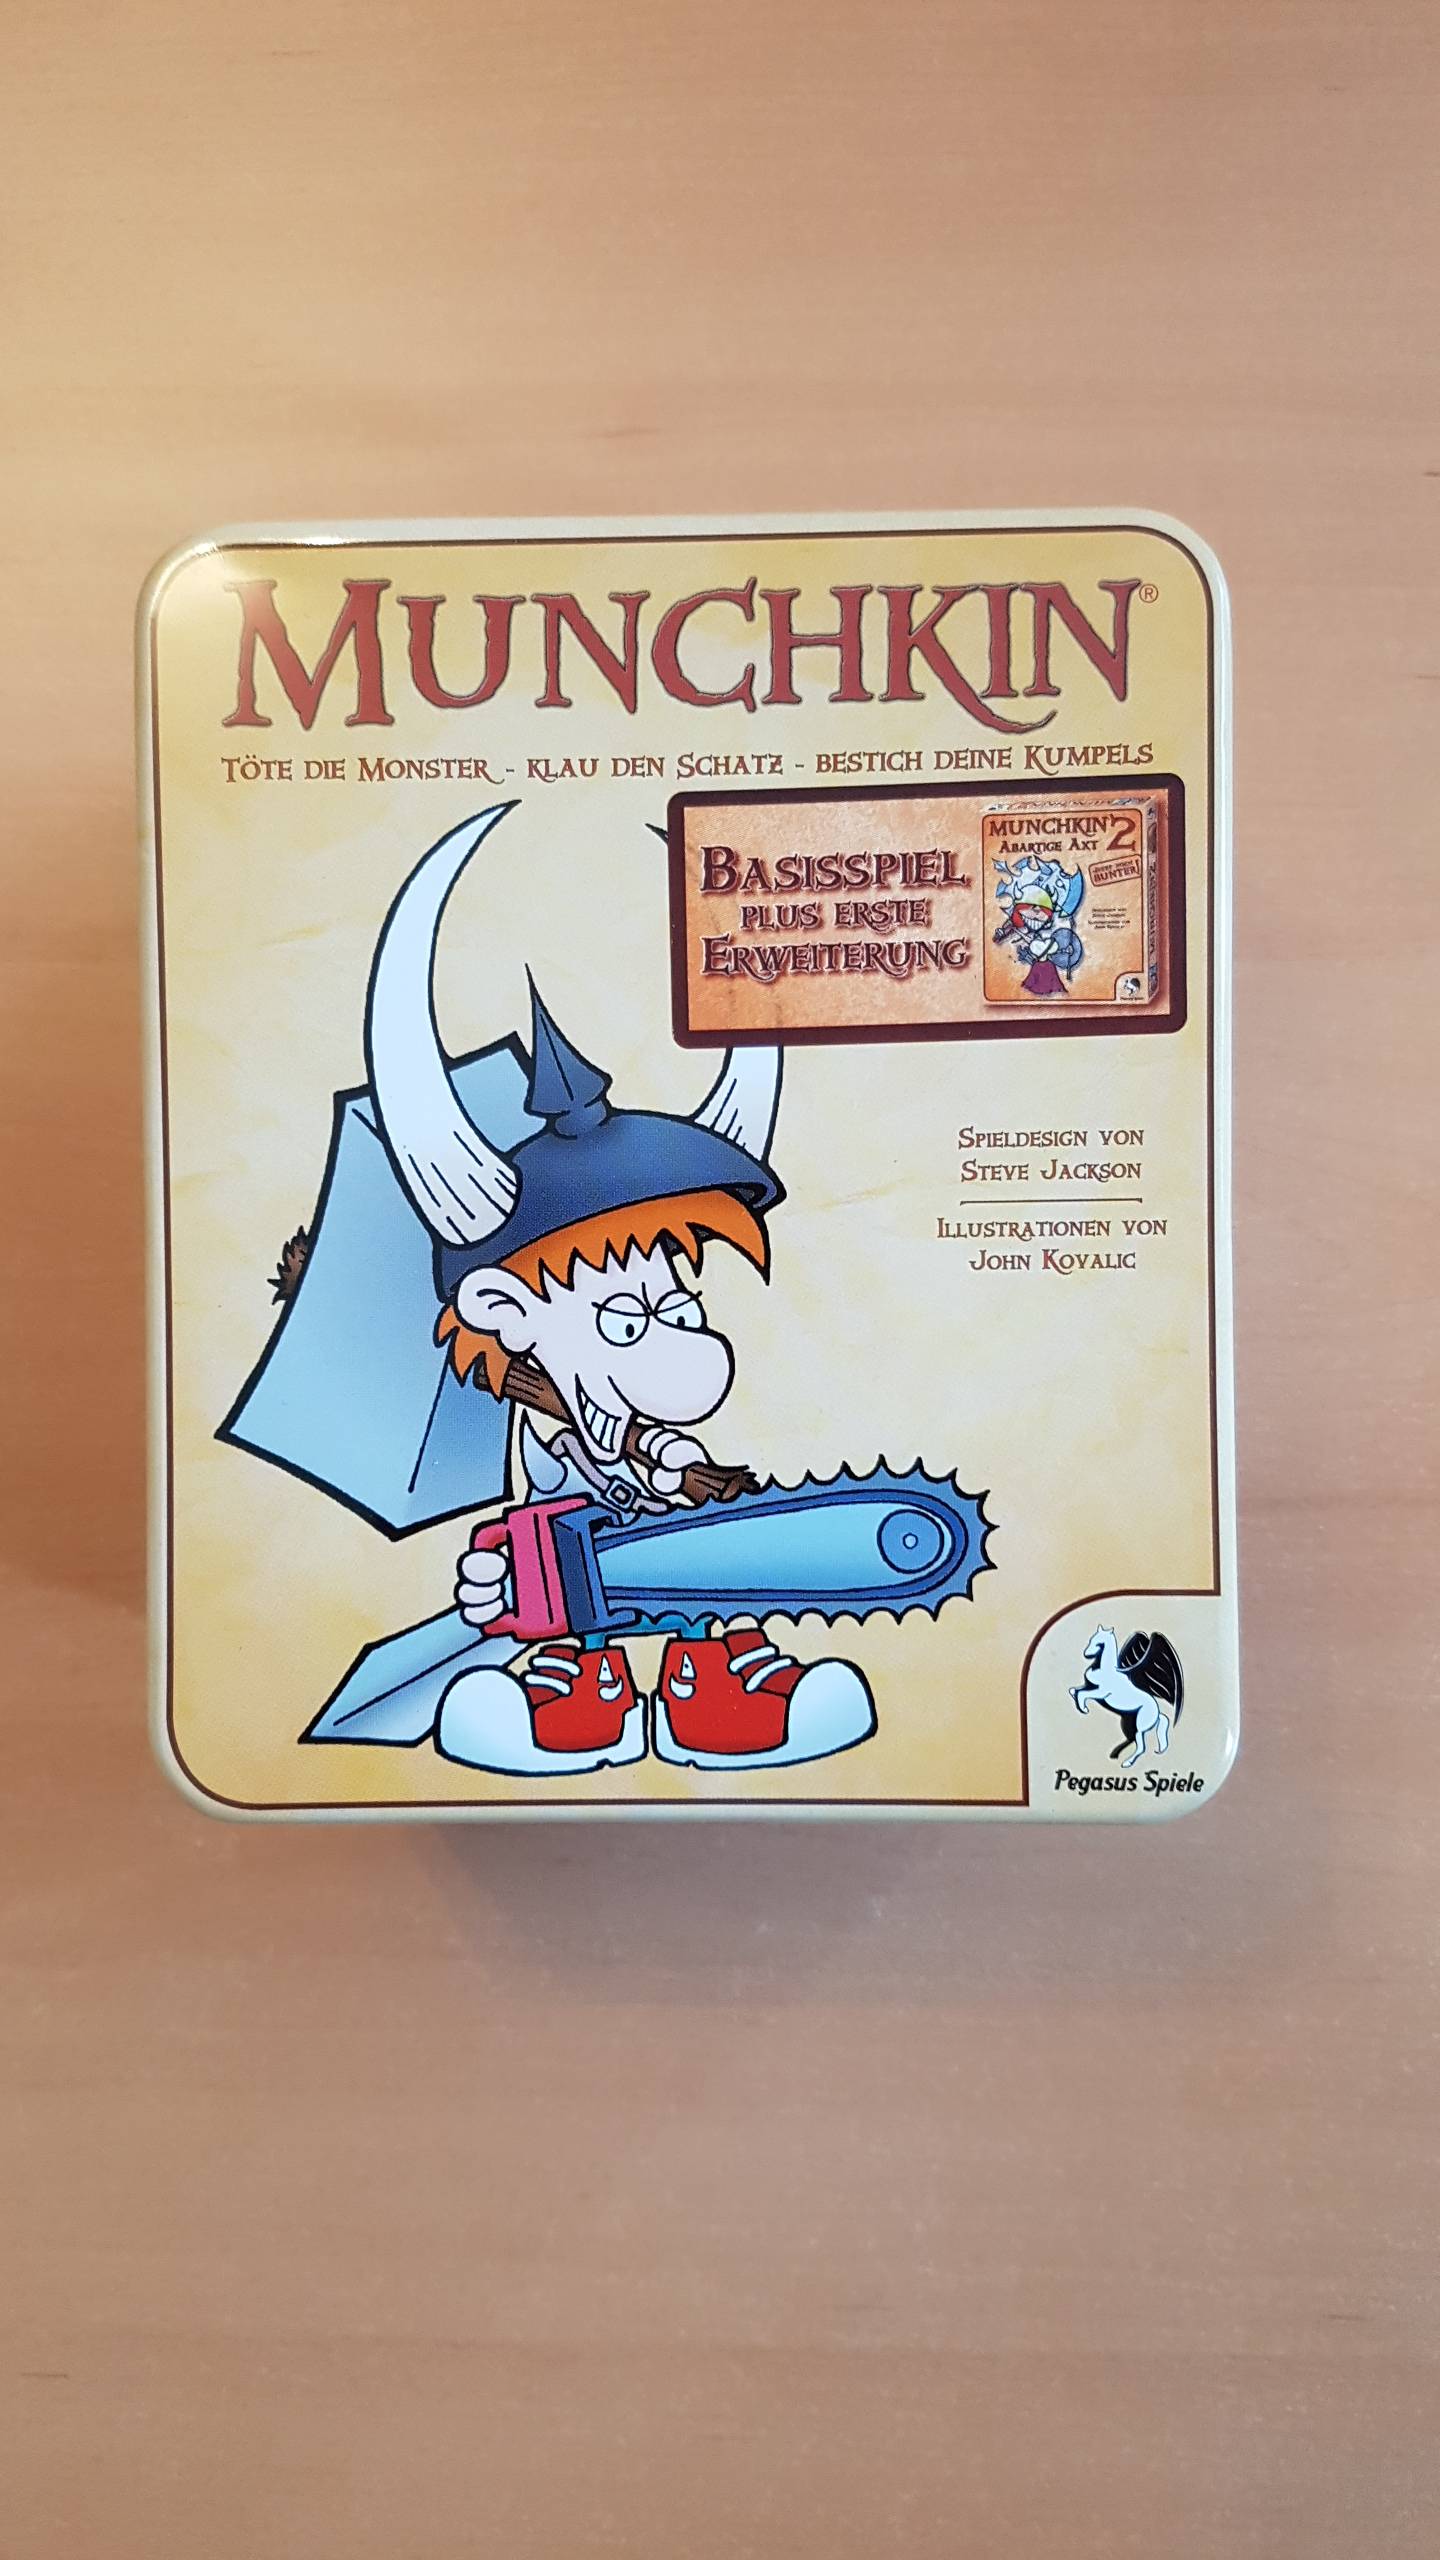 MUNCHKIN®
TÖTE DIE MONSTER - KLAU DEN SCHATZ - BESTICH DEINE KUMPELS
BASISSPIEL
PLUS ERSTE
ERWEITERUNG
MUNCHKIN 2
ABARTIGE AXT
BUNTER!
SPIELDESIGN VON
STEVE JACKSON
ILLUSTRATIONEN VON
JOHN KOVALIC
Pegasus Spiele